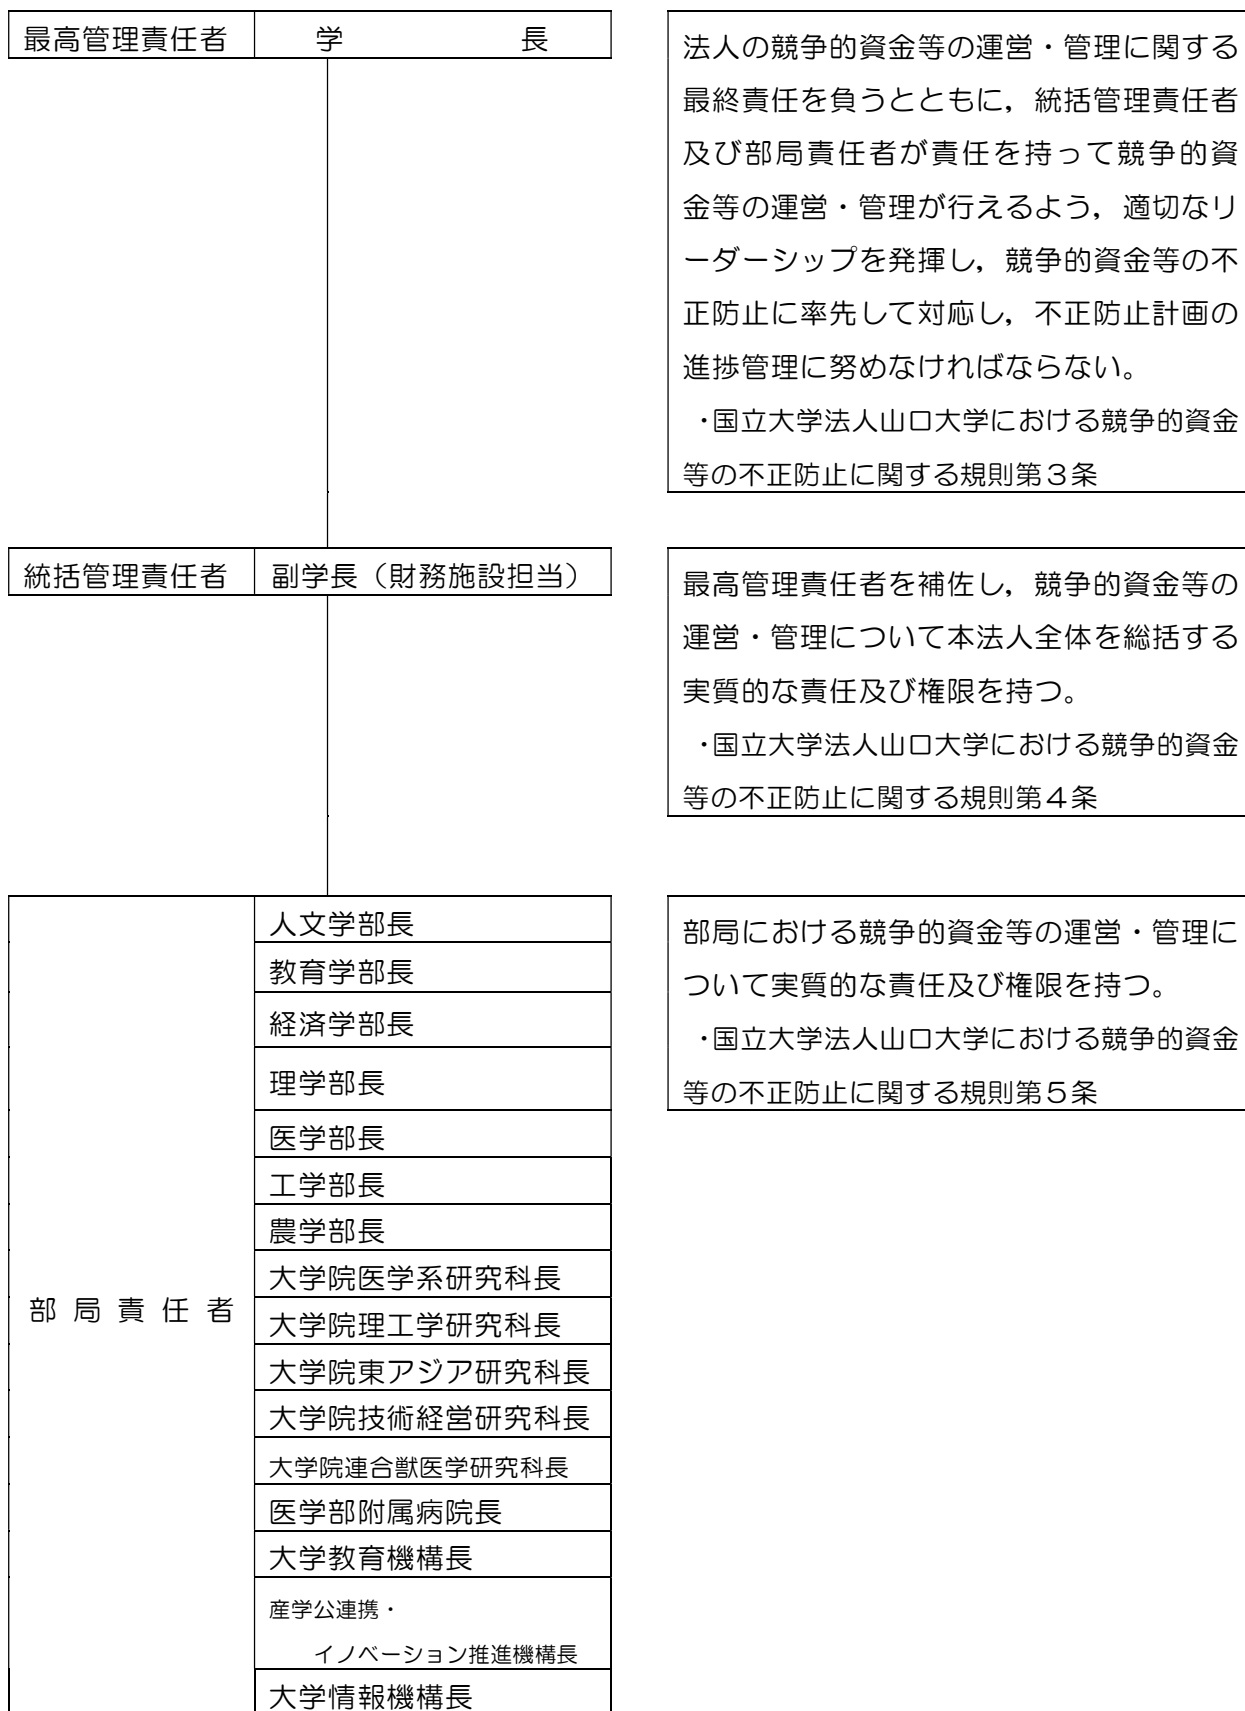 最高管理責任者 学 長
法人の競争的資金等の運営・管理に関する
最終責任を負うとともに，統括管理責任者
及び部局責任者が責任を持って競争的資
金等の運営・管理が行えるよう，適切なリ
ーダーシップを発揮し，競争的資金等の不
正防止に率先して対応し，不正防止計画の
進捗管理に努めなければならない。
・国立大学法人山口大学における競争的資金
等の不正防止に関する規則第３条
統括管理責任者 副学長（財務施設担当）
最高管理責任者を補佐し，競争的資金等の
運営・管理について本法人全体を総括する
実質的な責任及び権限を持つ。
・国立大学法人山口大学における競争的資金
等の不正防止に関する規則第４条
部局責任者
人文学部長
教育学部長
経済学部長
理学部長
医学部長
工学部長
農学部長
大学院医学系研究科長
大学院理工学研究科長
大学院東アジア研究科長
大学院技術経営研究科長
大学院連合獣医学研究科長
医学部附属病院長
大学教育機構長
産学公連携・
イノベーション推進機構長
大学情報機構長
部局における競争的資金等の運営・管理に
ついて実質的な責任及び権限を持つ。
・国立大学法人山口大学における競争的資金
等の不正防止に関する規則第５条